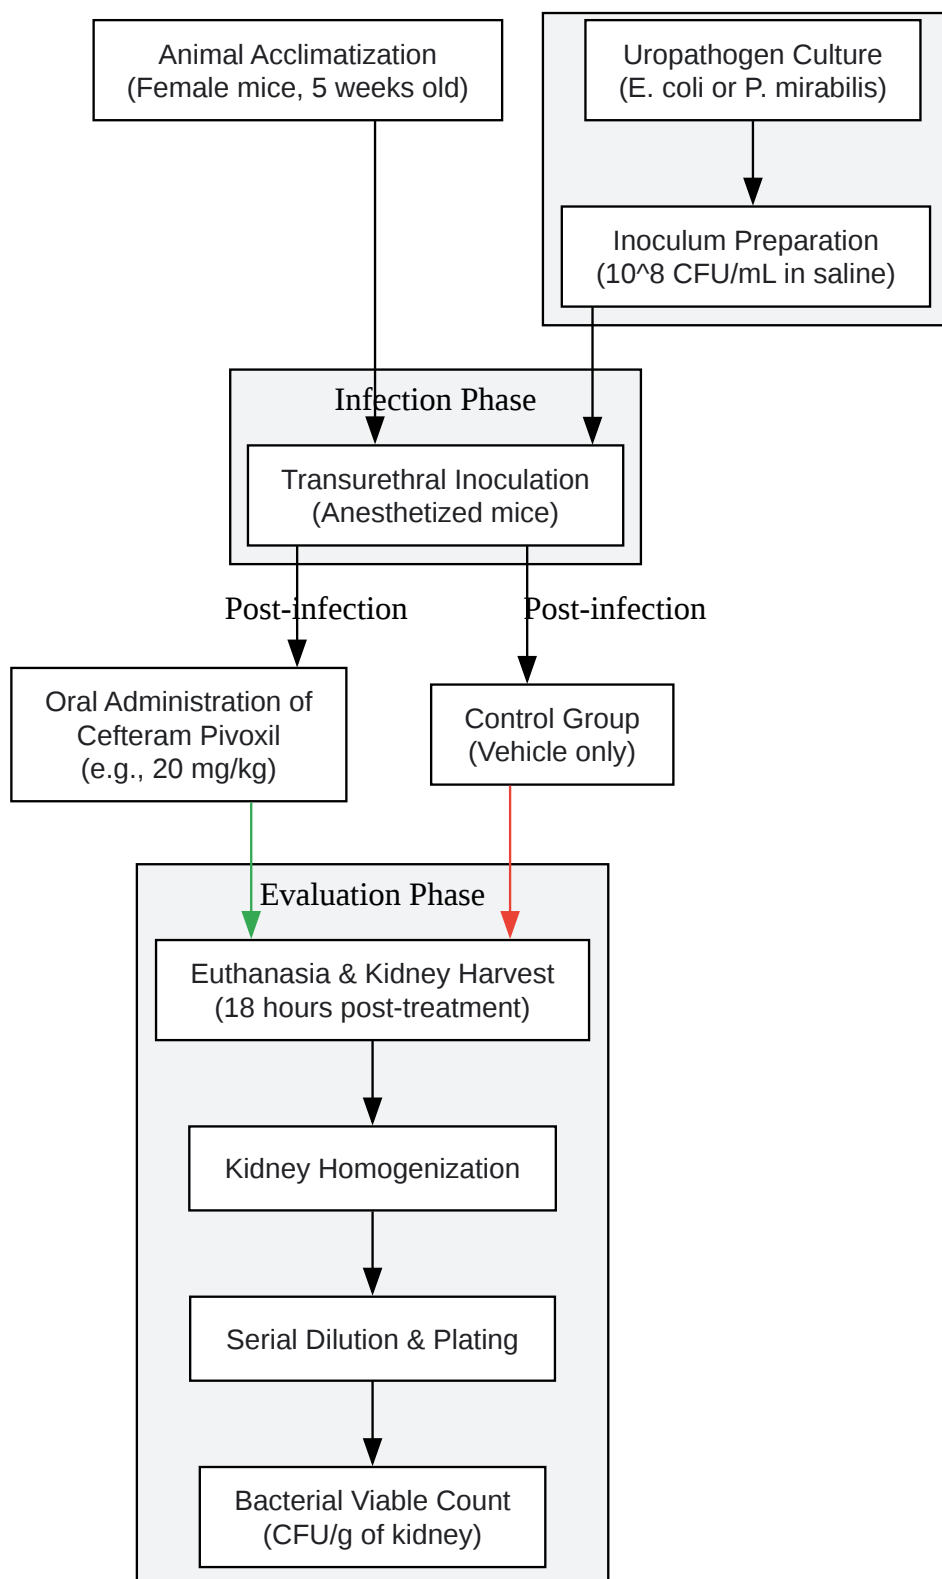 Animal Acclimatization
(Female mice, 5 weeks old)
Uropathogen Culture
(E. coli or P. mirabilis)
Inoculum Preparation
(10^8 CFU/mL in saline)
Infection Phase
Transurethral Inoculation
(Anesthetized mice)
Post-infection
Post-infection
Oral Administration of
Cefteram Pivoxil
(e.g., 20 mg/kg)
Control Group
(Vehicle only)
Evaluation Phase
Euthanasia & Kidney Harvest
(18 hours post-treatment)
Kidney Homogenization
Serial Dilution & Plating
Bacterial Viable Count
(CFU/g of kidney)